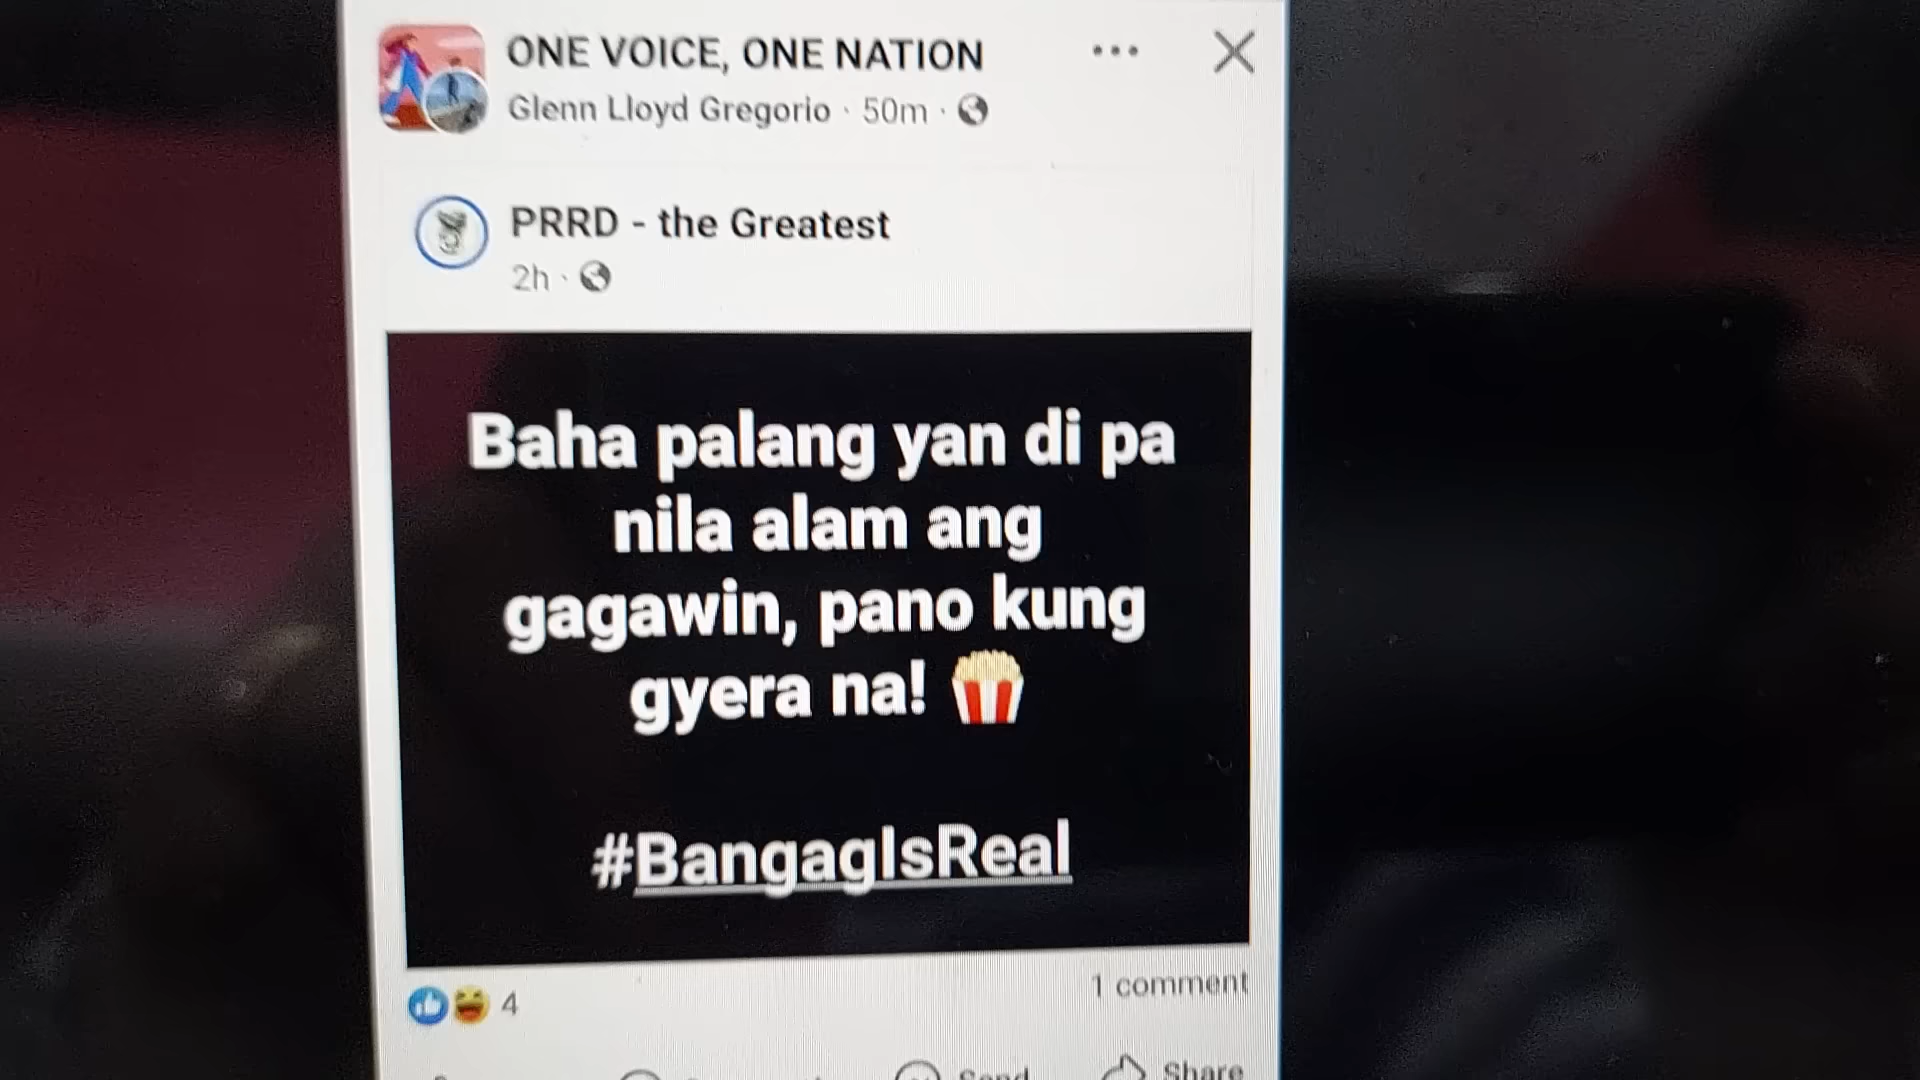 ONE VOICE, ONE NATION
Glenn Lloyd Gregorio · 50m ·
PRRD - the Greatest
2h ·
Baha palang yan di pa
nila alam ang
gagawin, pano kung
gyera na! 🍿
#BangagIsReal
4
1 comment
Send
Share